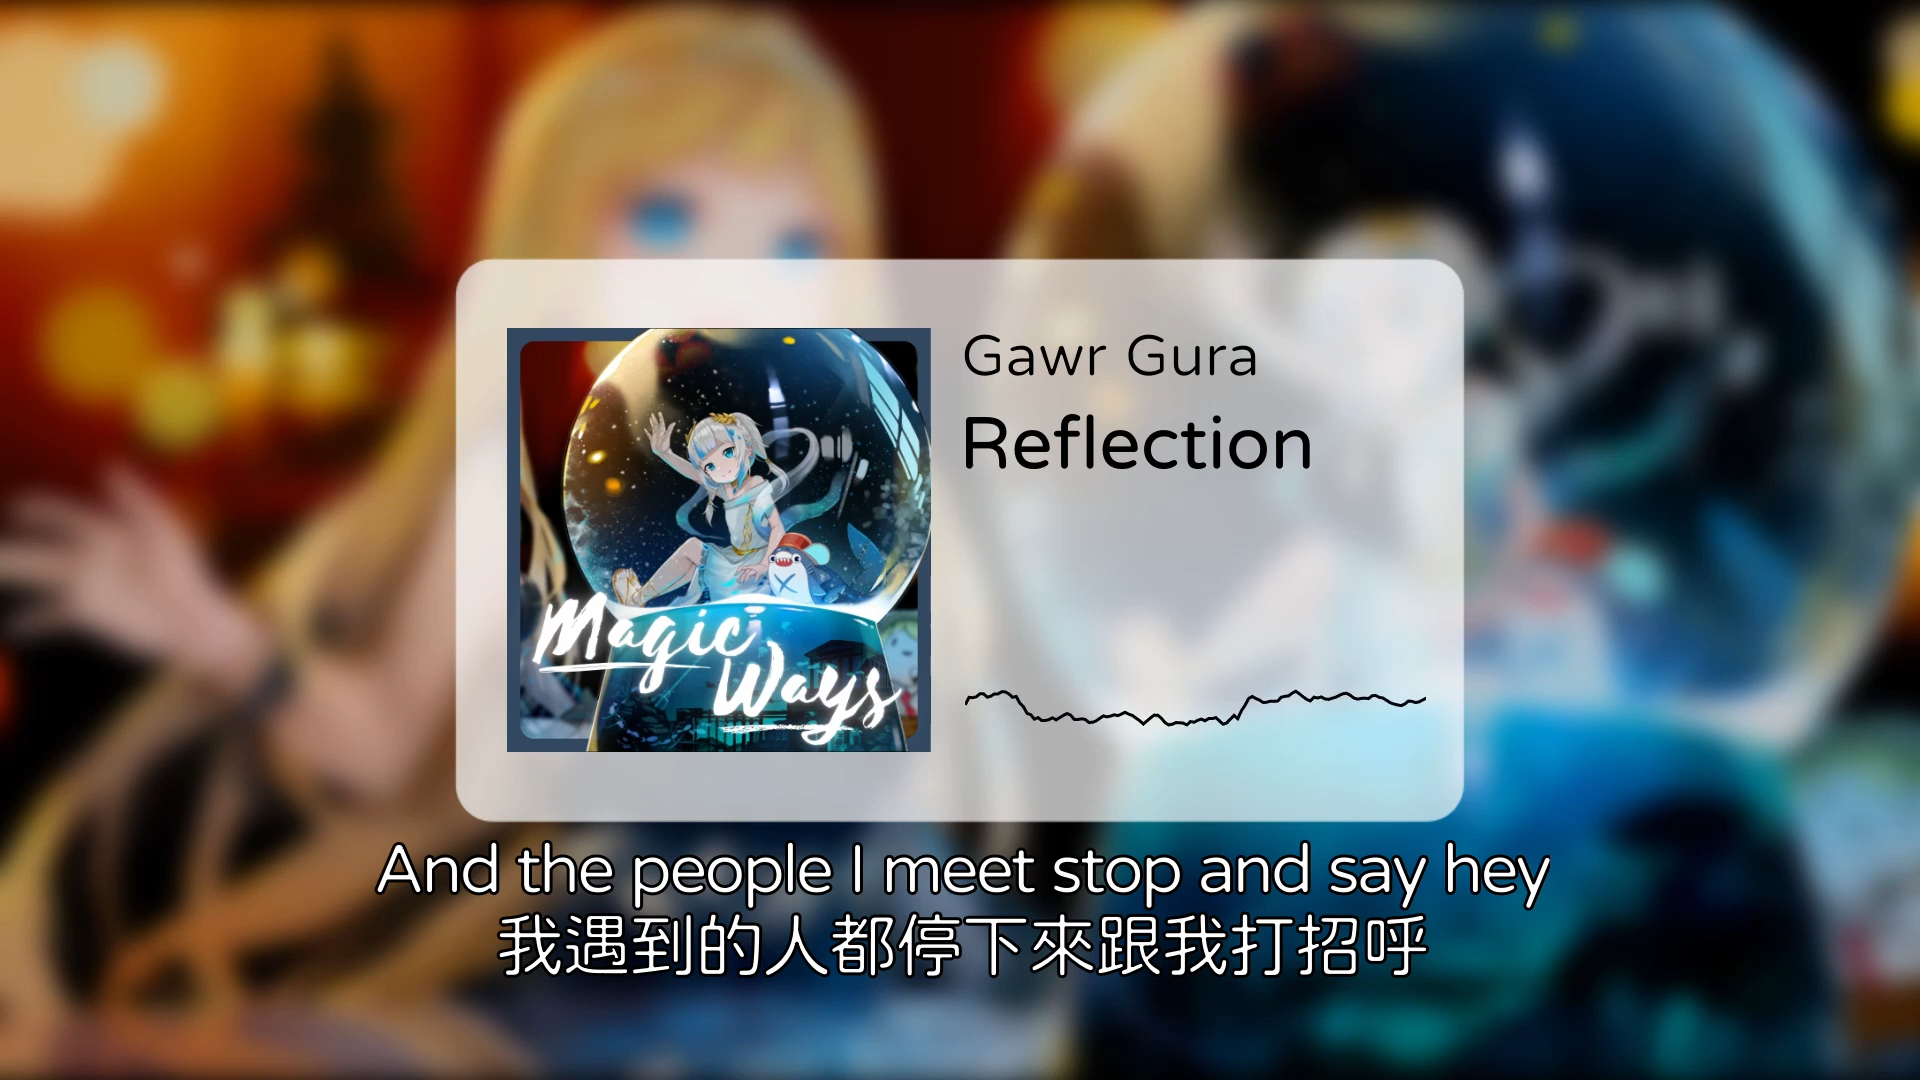 Gawr Gura
Reflection
Magic
Ways
And the people I meet stop and say hey
我遇到的人都停下來跟我打招呼